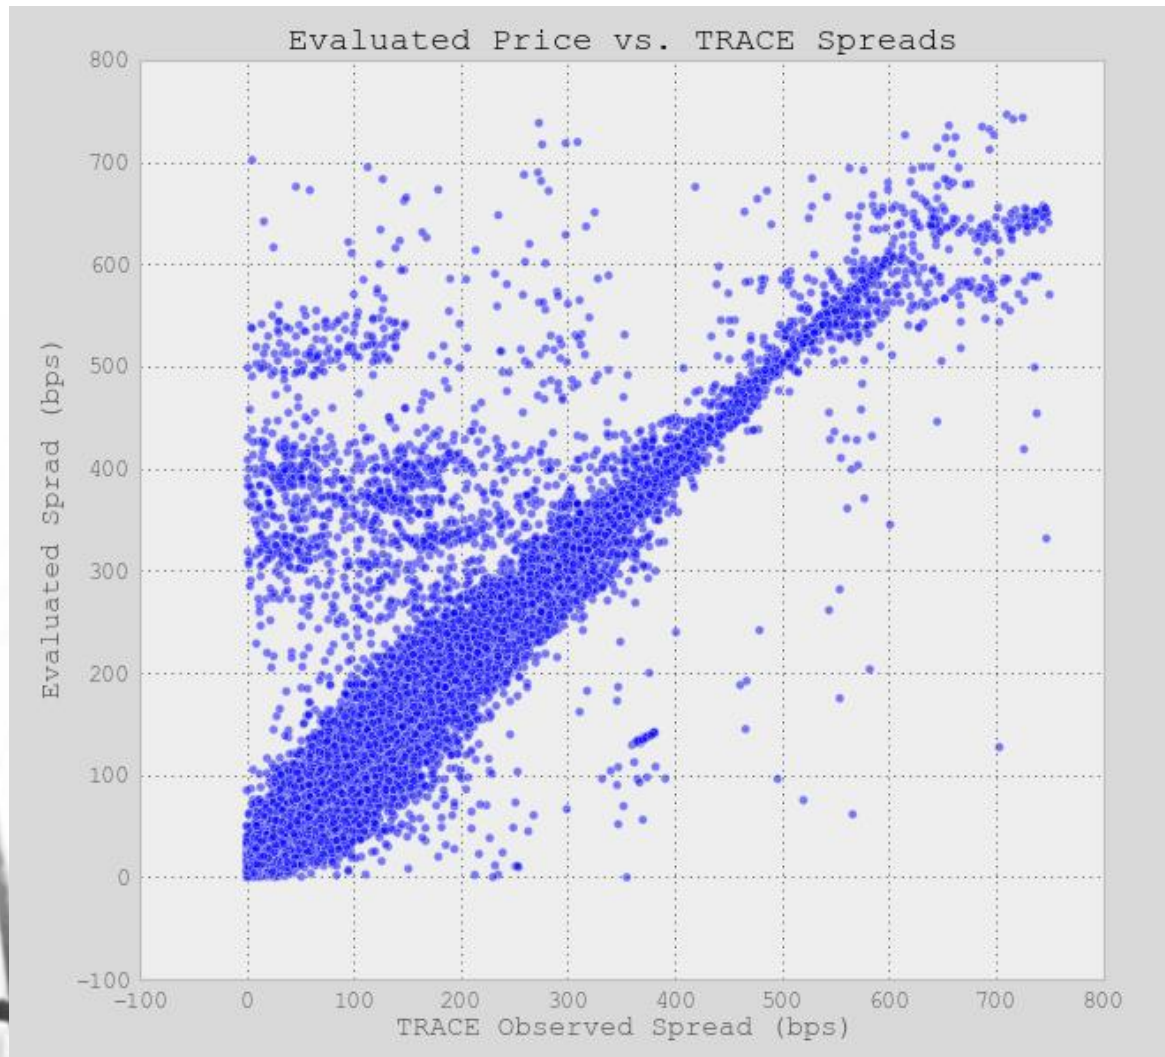 Evaluated Price vs. TRACE Spreads
800
700
600
500
400
300
200
100
0
−100
Evaluated Sprad (bps)
−100 0 100 200 300 400 500 600 700 800
TRACE Observed Spread (bps)